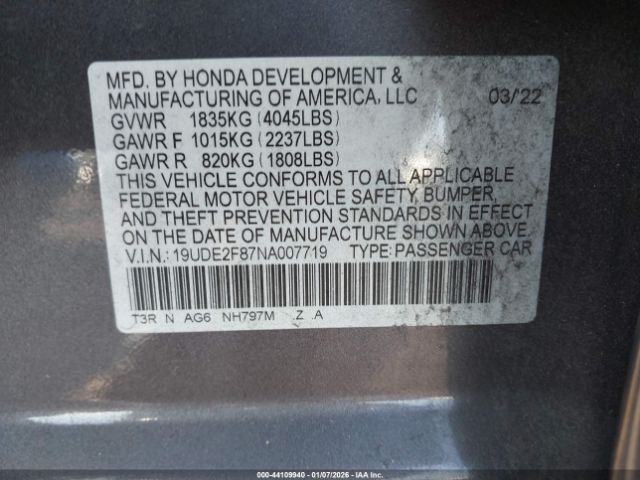 MFD. BY HONDA DEVELOPMENT &
MANUFACTURING OF AMERICA, LLC 03/22
GVWR 1835KG (4045LBS)
GAWR F 1015KG (2237LBS)
GAWR R 820KG (1808LBS)
THIS VEHICLE CONFORMS TO ALL APPLICABLE
FEDERAL MOTOR VEHICLE SAFETY, BUMPER,
AND THEFT PREVENTION STANDARDS IN EFFECT
ON THE DATE OF MANUFACTURE SHOWN ABOVE.
V.I.N.: 19UDE2F87NA007719 TYPE: PASSENGER CAR
T3R N AG6 NH797M .Z .A
000-44109940 | 01/07/2026 - COPYRIGHT IAA, LLC.